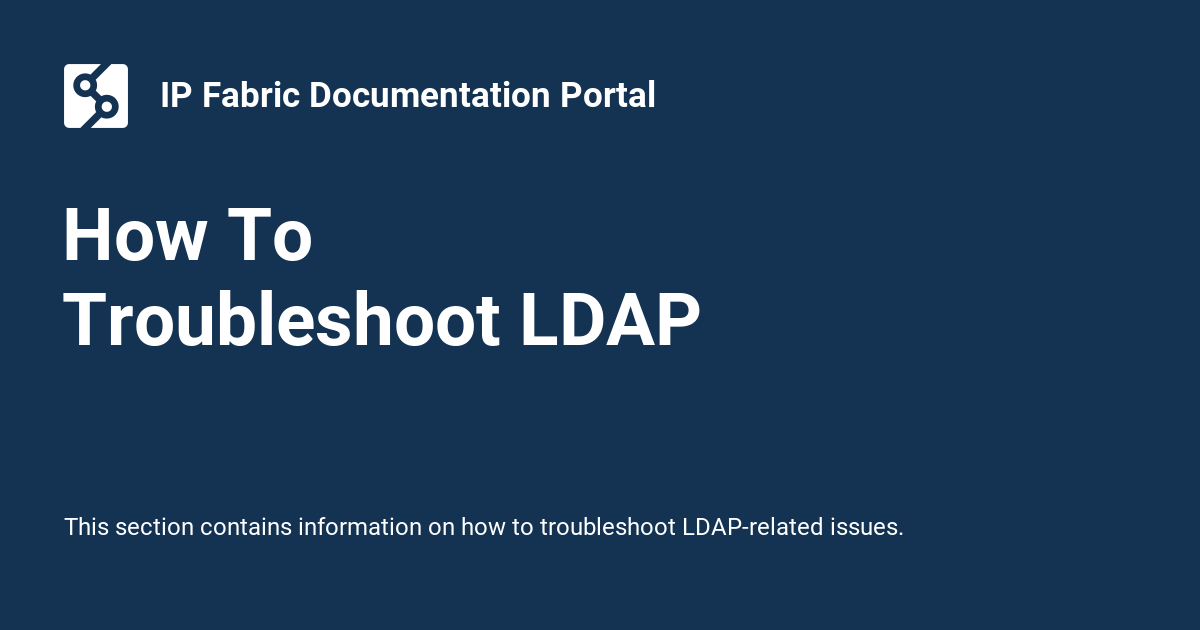 IP Fabric Documentation Portal
How To
Troubleshoot LDAP
This section contains information on how to troubleshoot LDAP-related issues.